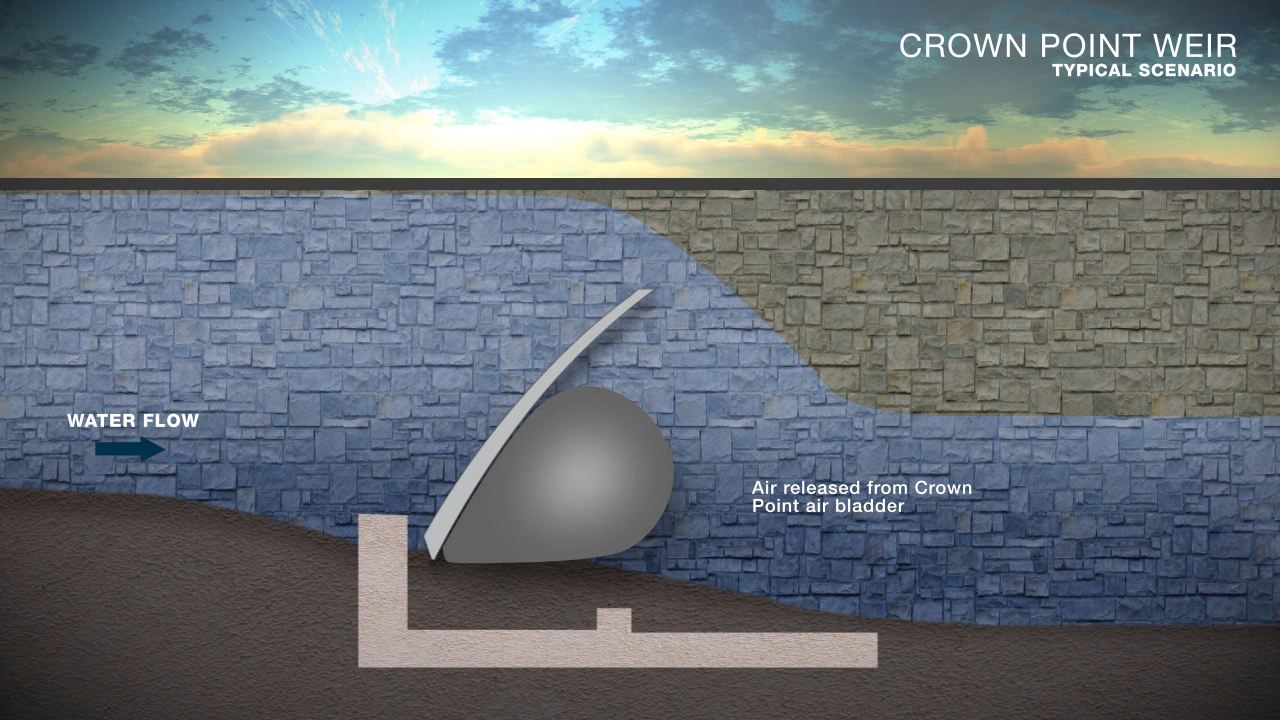 CROWN POINT WEIR
TYPICAL SCENARIO
WATER FLOW
Air released from Crown
Point air bladder